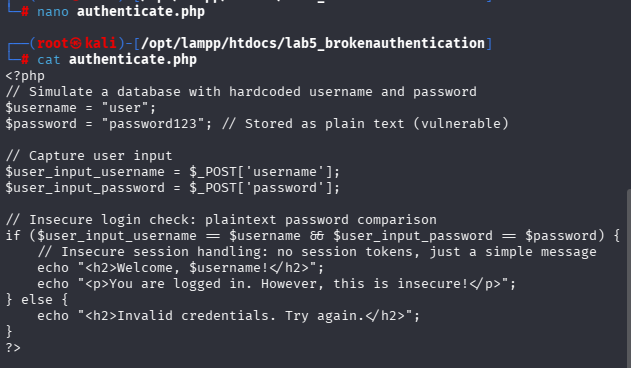 └─# nano authenticate.php
┌──(root㉿kali)-[/opt/lampp/htdocs/lab5_brokenauthentication]
└─# cat authenticate.php
<?php
// Simulate a database with hardcoded username and password
$username = "user";
$password = "password123"; // Stored as plain text (vulnerable)

// Capture user input
$user_input_username = $_POST['username'];
$user_input_password = $_POST['password'];

// Insecure login check: plaintext password comparison
if ($user_input_username == $username && $user_input_password == $password) {
    // Insecure session handling: no session tokens, just a simple message
    echo "<h2>Welcome, $username!</h2>";
    echo "<p>You are logged in. However, this is insecure!</p>";
} else {
    echo "<h2>Invalid credentials. Try again.</h2>";
}
?>